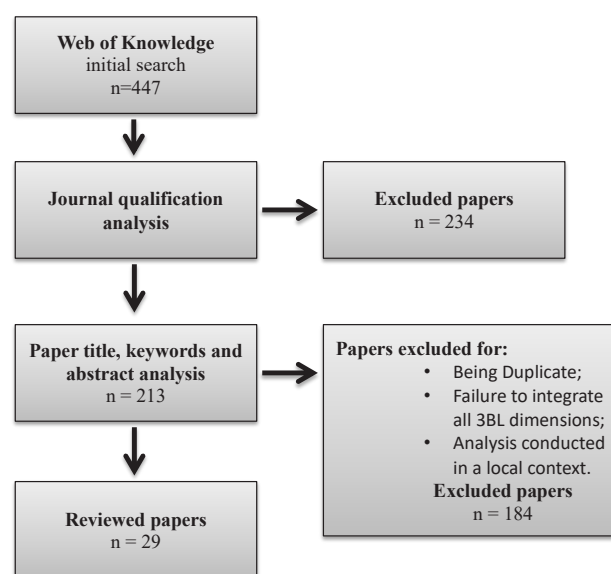 Web of Knowledge
initial search
n=447
Journal qualification
analysis
Excluded papers
n = 234
Paper title, keywords and
abstract analysis
n = 213
Papers excluded for:
• Being Duplicate;
• Failure to integrate
all 3BL dimensions;
• Analysis conducted
in a local context.
Excluded papers
n = 184
Reviewed papers
n = 29